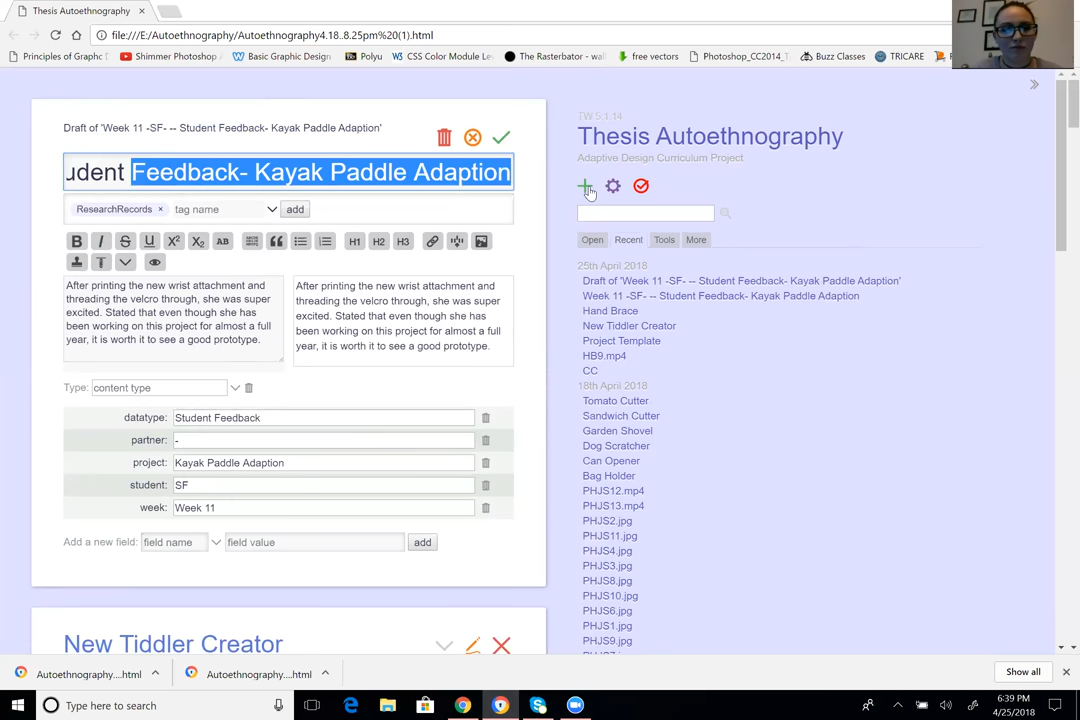 Thesis Autoethnography
file:///E:/Autoethnography/Autoethnography4.18..8.25pm%20(1).html
Principles of Graphc
Shimmer Photoshop
Basic Graphic Design
Polyu
CSS Color Module Le
The Rasterbator - wal
free vectors
Photoshop_CC2014_T
Buzz Classes
TRICARE
Draft of 'Week 11 -SF- -- Student Feedback- Kayak Paddle Adaption'
udent Feedback- Kayak Paddle Adaption
ResearchRecords × tag name add
B I S U X² X₂ AB H1 H2 H3
After printing the new wrist attachment and
threading the velcro through, she was super
excited. Stated that even though she has
been working on this project for almost a full
year, it is worth it to see a good prototype.
After printing the new wrist attachment and
threading the velcro through, she was super
excited. Stated that even though she has
been working on this project for almost a full
year, it is worth it to see a good prototype.
Type: content type
datatype: Student Feedback
partner: -
project: Kayak Paddle Adaption
student: SF
week: Week 11
Add a new field: field name field value add
New Tiddler Creator
TW 5.1.14
Thesis Autoethnography
Adaptive Design Curriculum Project
Open Recent Tools More
25th April 2018
Draft of 'Week 11 -SF- -- Student Feedback- Kayak Paddle Adaption'
Week 11 -SF- -- Student Feedback- Kayak Paddle Adaption
Hand Brace
New Tiddler Creator
Project Template
HB9.mp4
CC
18th April 2018
Tomato Cutter
Sandwich Cutter
Garden Shovel
Dog Scratcher
Can Opener
Bag Holder
PHJS12.mp4
PHJS13.mp4
PHJS2.jpg
PHJS11.jpg
PHJS4.jpg
PHJS3.jpg
PHJS8.jpg
PHJS10.jpg
PHJS6.jpg
PHJS1.jpg
PHJS9.jpg
Autoethnography....html
Autoethnography....html
Show all
Type here to search
6:39 PM
4/25/2018